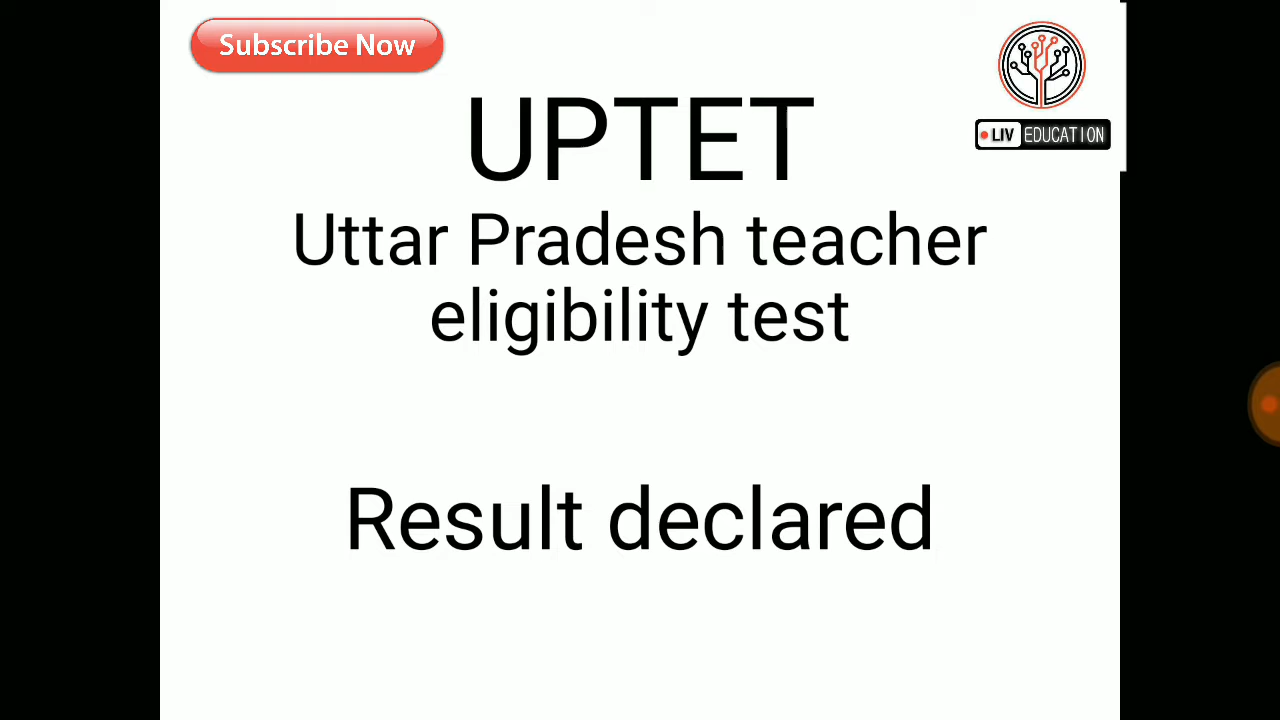 Subscribe Now
LIV EDUCATION
UPTET
Uttar Pradesh teacher
eligibility test
Result declared